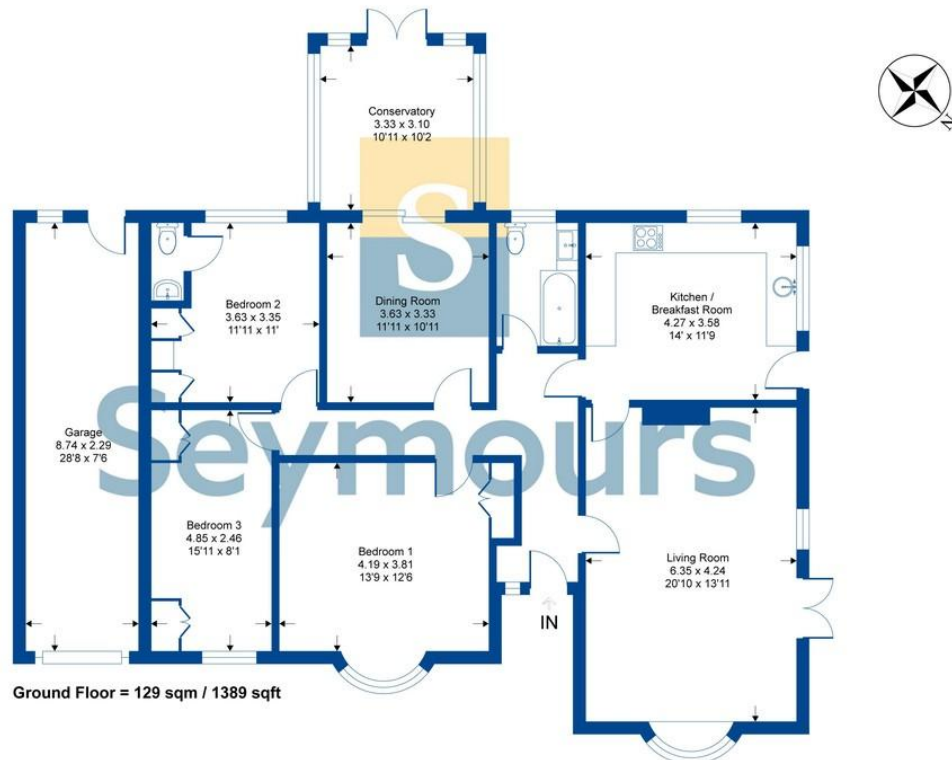 Conservatory
3.33 x 3.10
10'11 x 10'2
N
S
Bedroom 2
3.63 x 3.35
11'11 x 11'
Dining Room
3.63 x 3.33
11'11 x 10'11
Kitchen /
Breakfast Room
4.27 x 3.58
14' x 11'9
Seymours
Garage
8.74 x 2.29
28'8 x 7'6
Bedroom 3
4.85 x 2.46
15'11 x 8'1
Bedroom 1
4.19 x 3.81
13'9 x 12'6
Living Room
6.35 x 4.24
20'10 x 13'11
IN
Ground Floor = 129 sqm / 1389 sqft